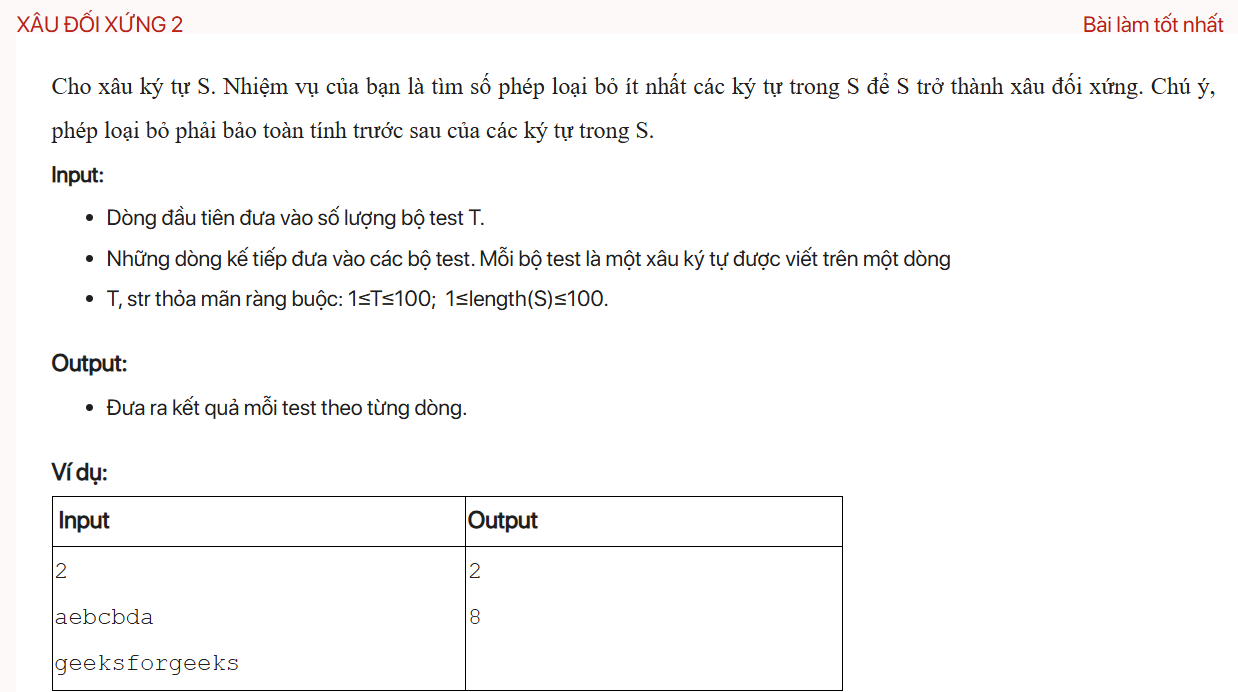 XÂU ĐỐI XỨNG 2
Bài làm tốt nhất
Cho xâu ký tự S. Nhiệm vụ của bạn là tìm số phép loại bỏ ít nhất các ký tự trong S để S trở thành xâu đối xứng. Chú ý,
phép loại bỏ phải bảo toàn tính trước sau của các ký tự trong S.
Input:
• Dòng đầu tiên đưa vào số lượng bộ test T.
• Những dòng kế tiếp đưa vào các bộ test. Mỗi bộ test là một xâu ký tự được viết trên một dòng
• T, str thỏa mãn ràng buộc: 1≤T≤100; 1≤length(S)≤100.
Output:
• Đưa ra kết quả mỗi test theo từng dòng.
Ví dụ:
Input Output
2 2
aebcbda 8
geeksforgeeks